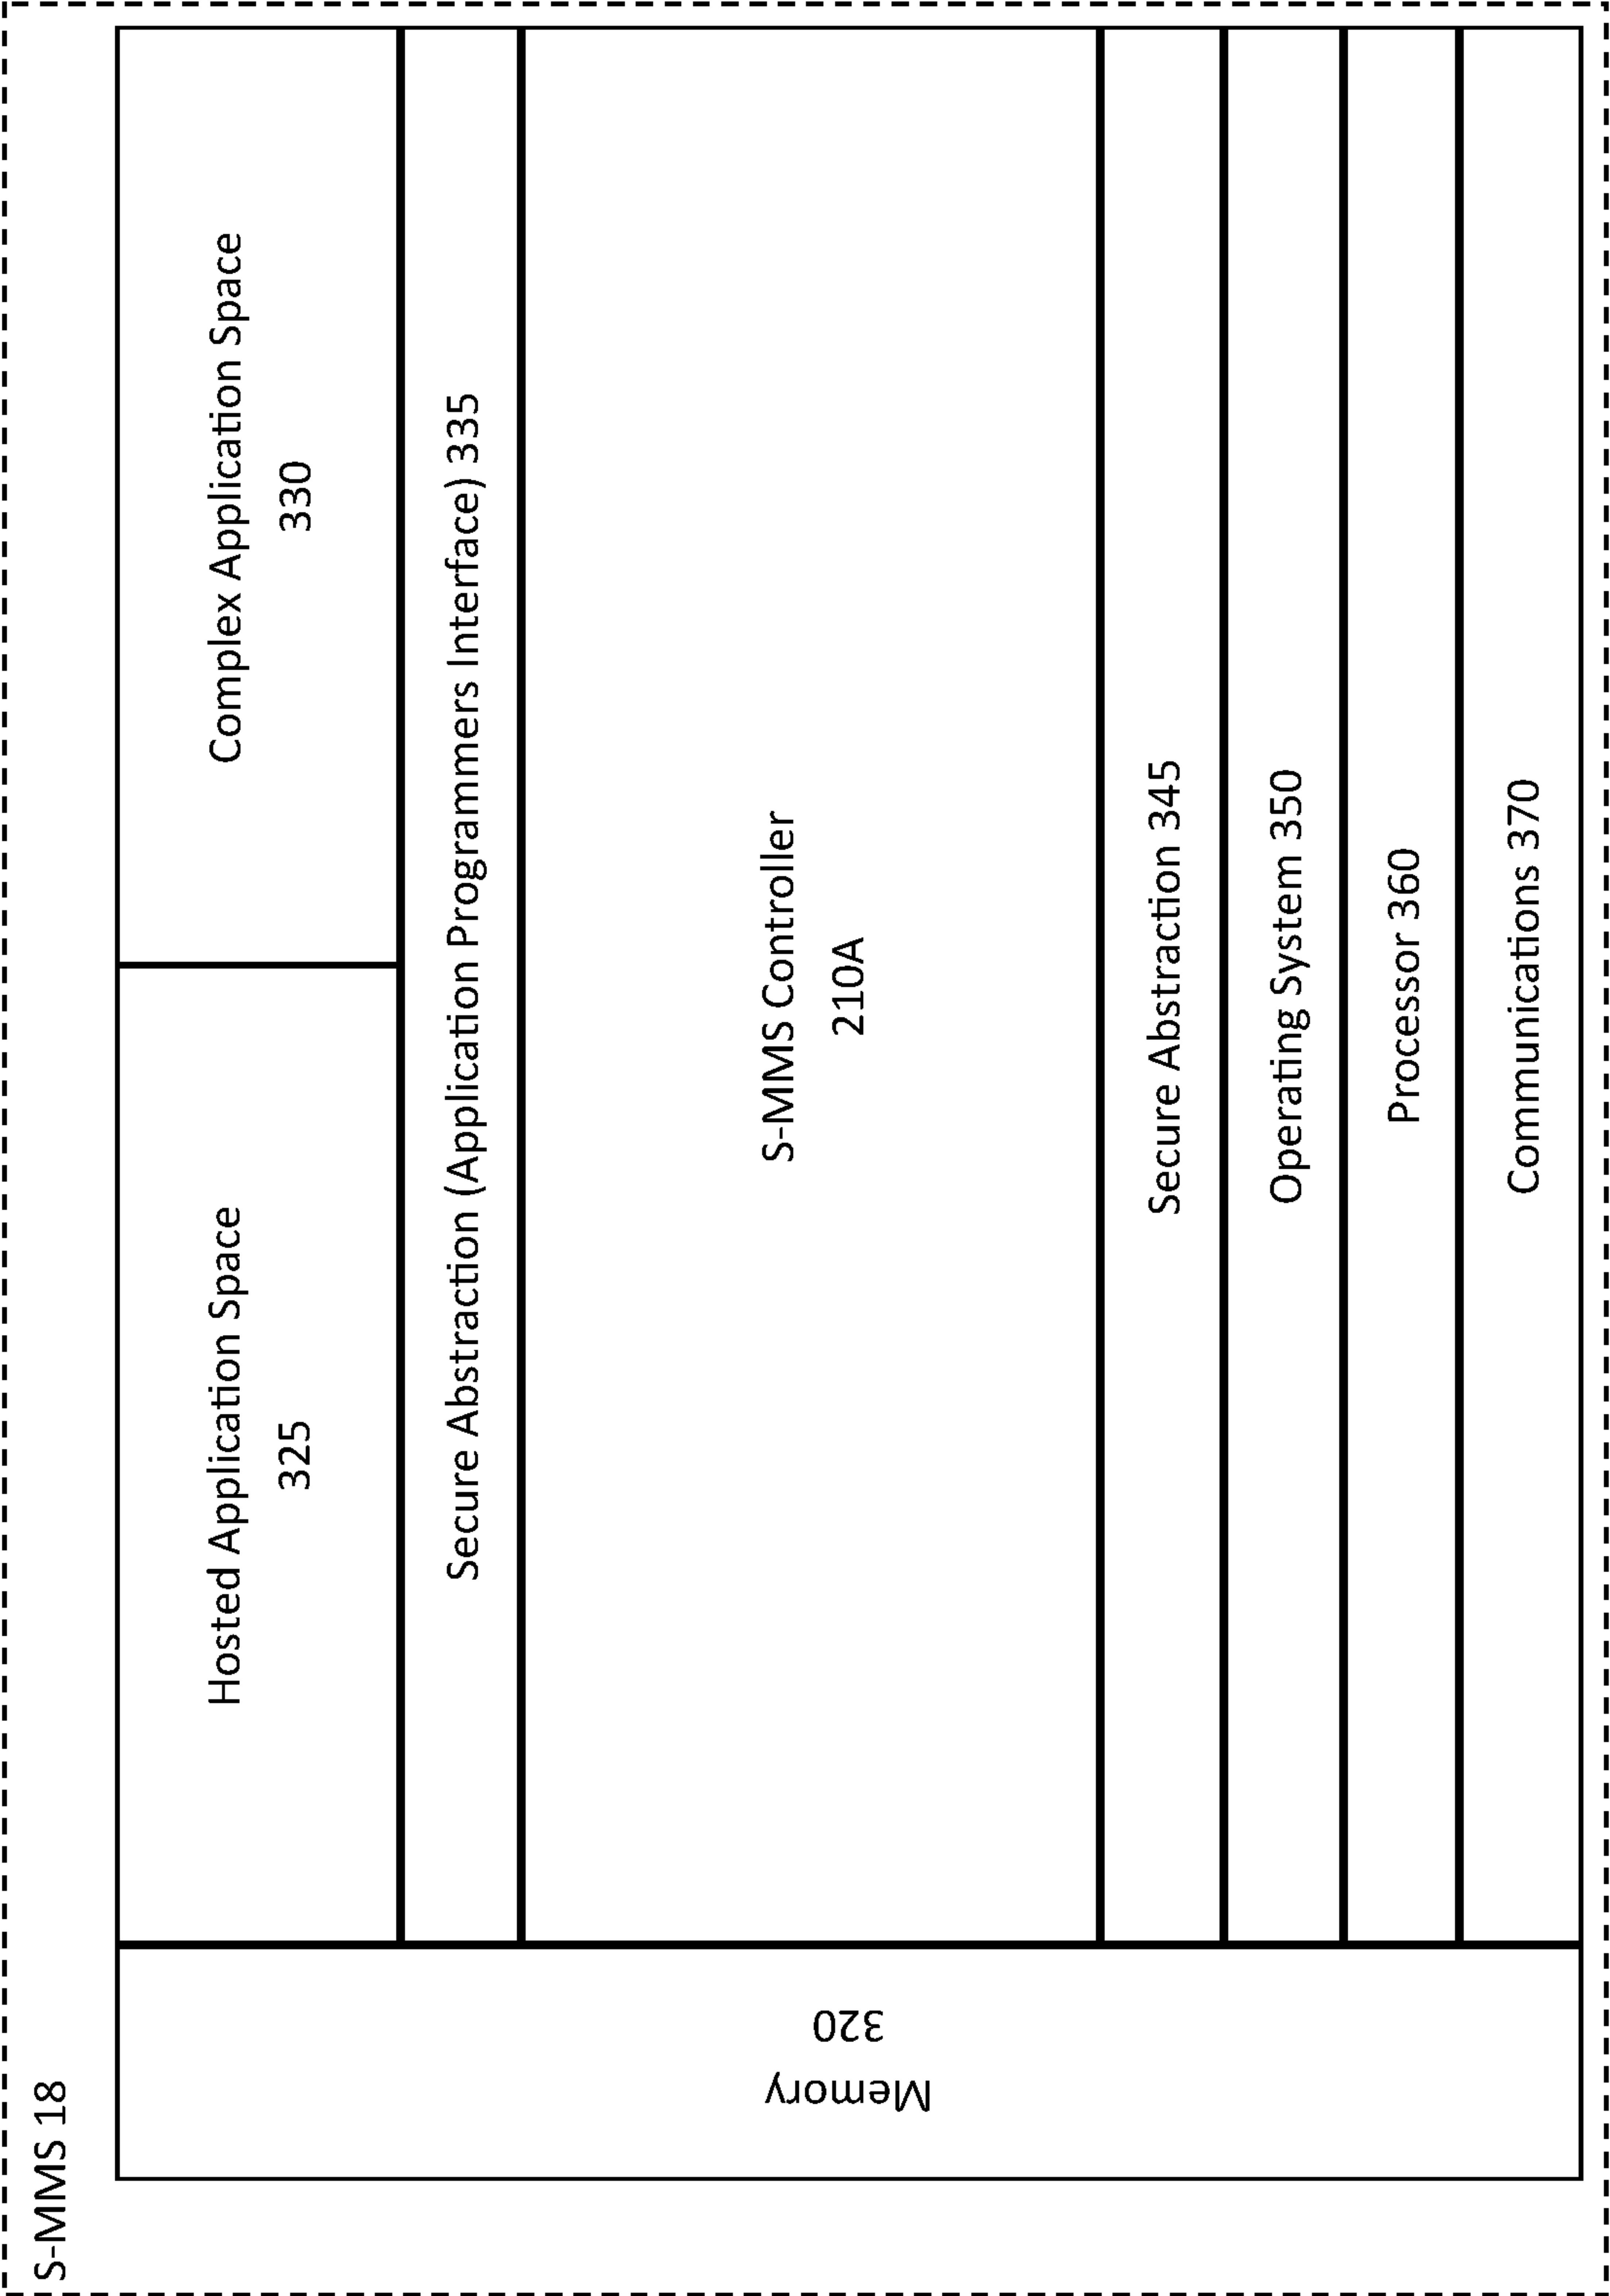 S-MMS 18
Memory
320
Hosted Application Space
325
Complex Application Space
330
Secure Abstraction (Application Programmers Interface) 335
S-MMS Controller
210A
Secure Abstraction 345
Operating System 350
Processor 360
Communications 370